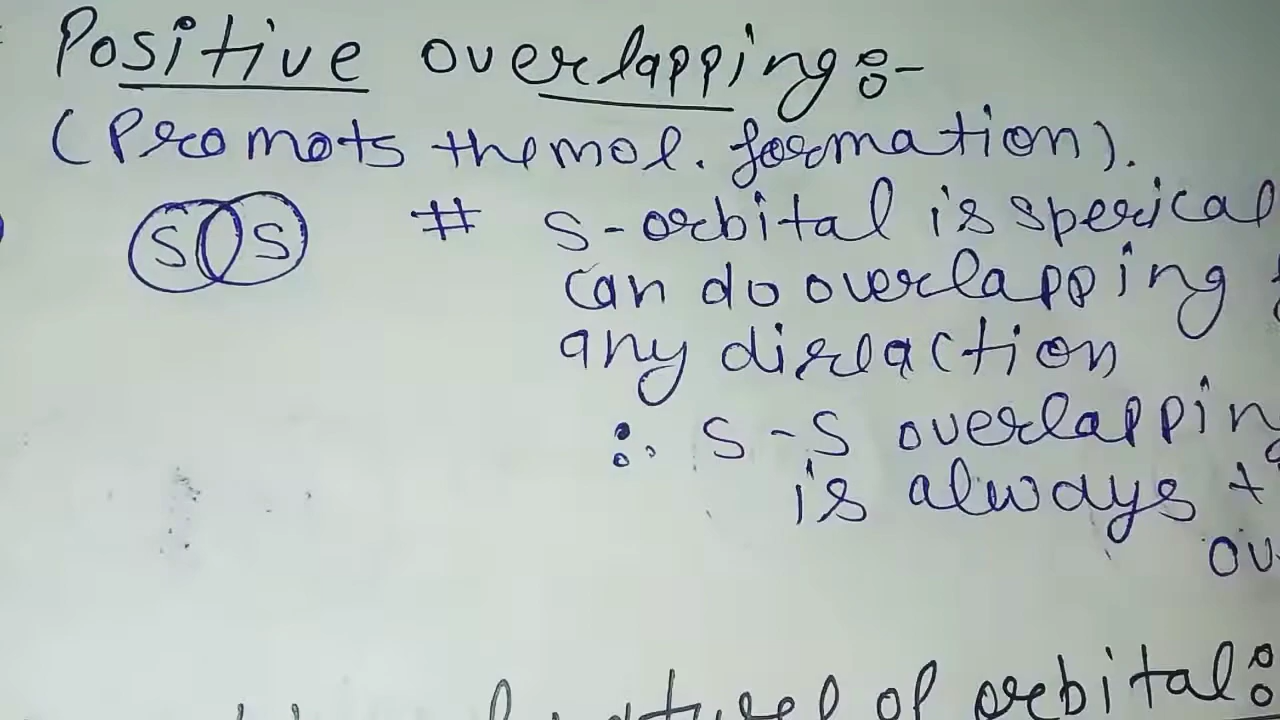 Positive overlapping :-
(Promots the mol. formation).
S S # S-orbital is sperical
can do overlapping
any diraction
∴ S-S overlapping
is always +
ov
of orbital :